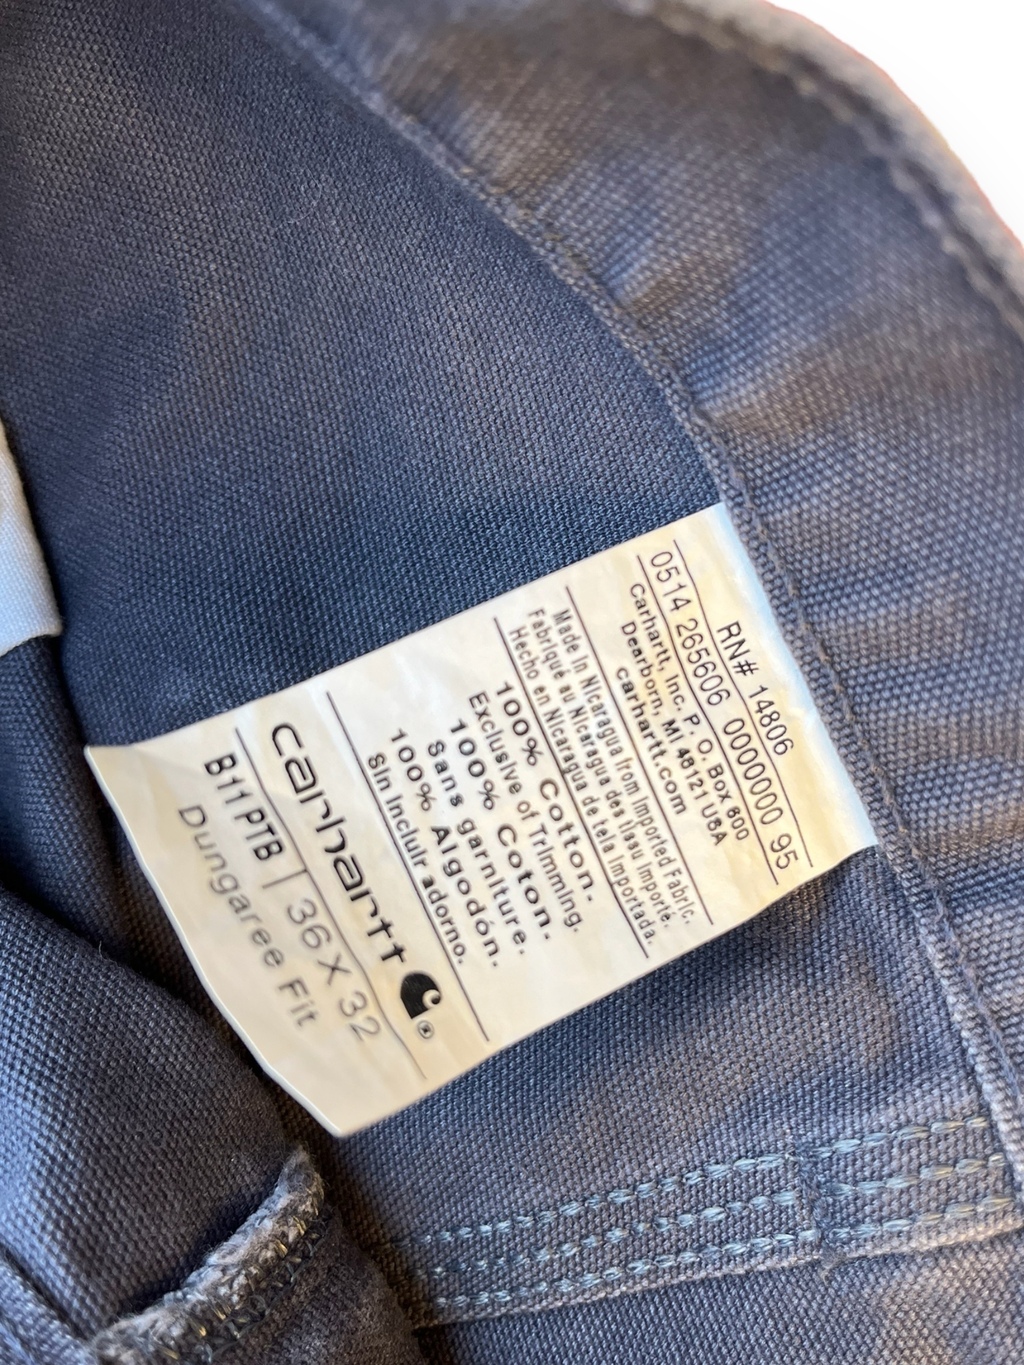 RN# 14806
0514 265606 0000000 95
Carhartt, Inc. P. O. Box 600
Dearborn, MI 48121 USA
carhartt.com
Made in Nicaragua from Imported Fabric.
Fabriqué au Nicaragua des tissu importé.
Hecho en Nicaragua de tela importada.
100% Cotton.
Exclusive of Trimming.
100% Coton.
Sans garniture.
100% Algodón.
Sin incluir adorno.
carhartt ®
B11 PTB | 36 X 32
Dungaree Fit